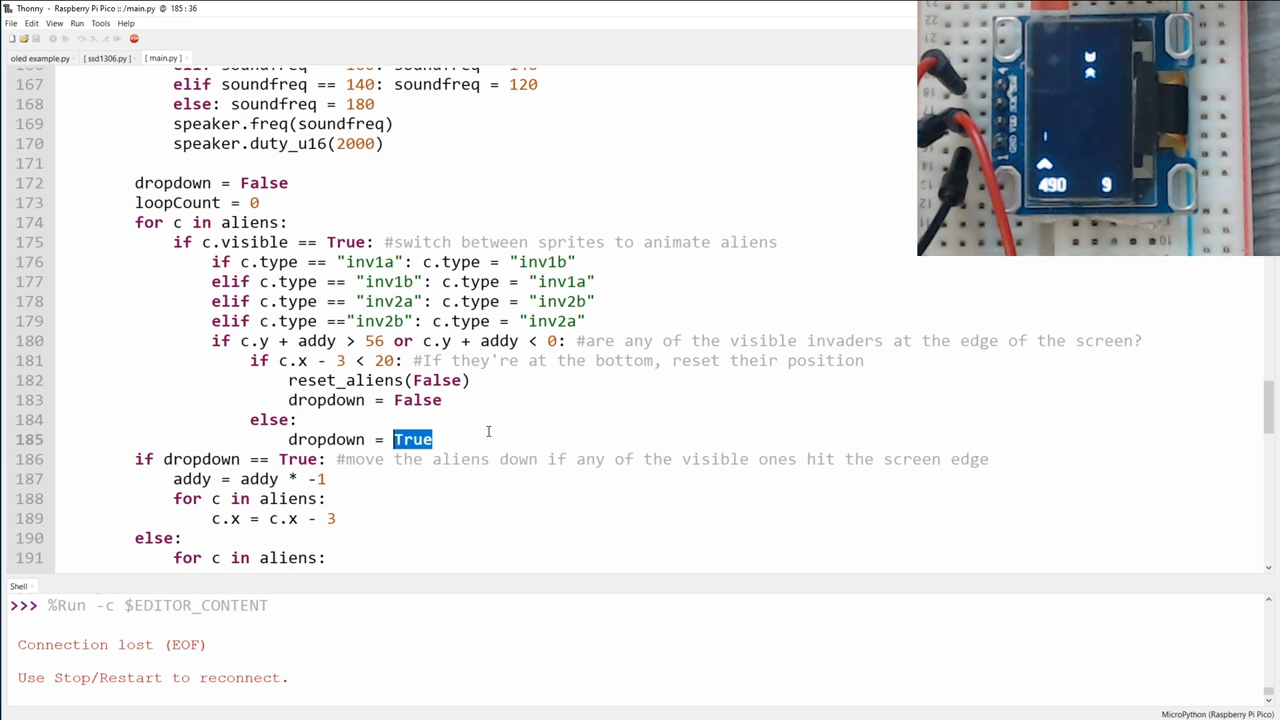 Thonny - Raspberry Pi Pico :: /main.py @ 185 : 36
File Edit View Run Tools Help
oled example.py [ ssd1306.py ] [ main.py ]
167 elif soundfreq == 140: soundfreq = 120
168 else: soundfreq = 180
169 speaker.freq(soundfreq)
170 speaker.duty_u16(2000)
171
172 dropdown = False
173 loopCount = 0
174 for c in aliens:
175 if c.visible == True: #switch between sprites to animate aliens
176 if c.type == "inv1a": c.type = "inv1b"
177 elif c.type == "inv1b": c.type = "inv1a"
178 elif c.type == "inv2a": c.type = "inv2b"
179 elif c.type =="inv2b": c.type = "inv2a"
180 if c.y + addy > 56 or c.y + addy < 0: #are any of the visible invaders at the edge of the screen?
181 if c.x - 3 < 20: #If they're at the bottom, reset their position
182 reset_aliens(False)
183 dropdown = False
184 else:
185 dropdown = True
186 if dropdown == True: #move the aliens down if any of the visible ones hit the screen edge
187 addy = addy * -1
188 for c in aliens:
189 c.x = c.x - 3
190 else:
191 for c in aliens:
Shell
>>> %Run -c $EDITOR_CONTENT
Connection lost (EOF)
Use Stop/Restart to reconnect.
MicroPython (Raspberry Pi Pico)
490 9